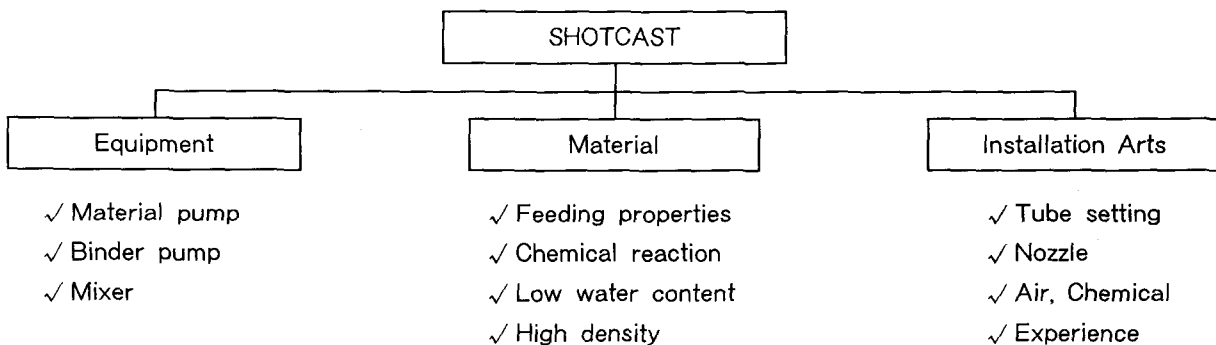 SHOTCAST
Equipment
√ Material pump
√ Binder pump
√ Mixer
Material
√ Feeding properties
√ Chemical reaction
√ Low water content
√ High density
Installation Arts
√ Tube setting
√ Nozzle
√ Air, Chemical
√ Experience